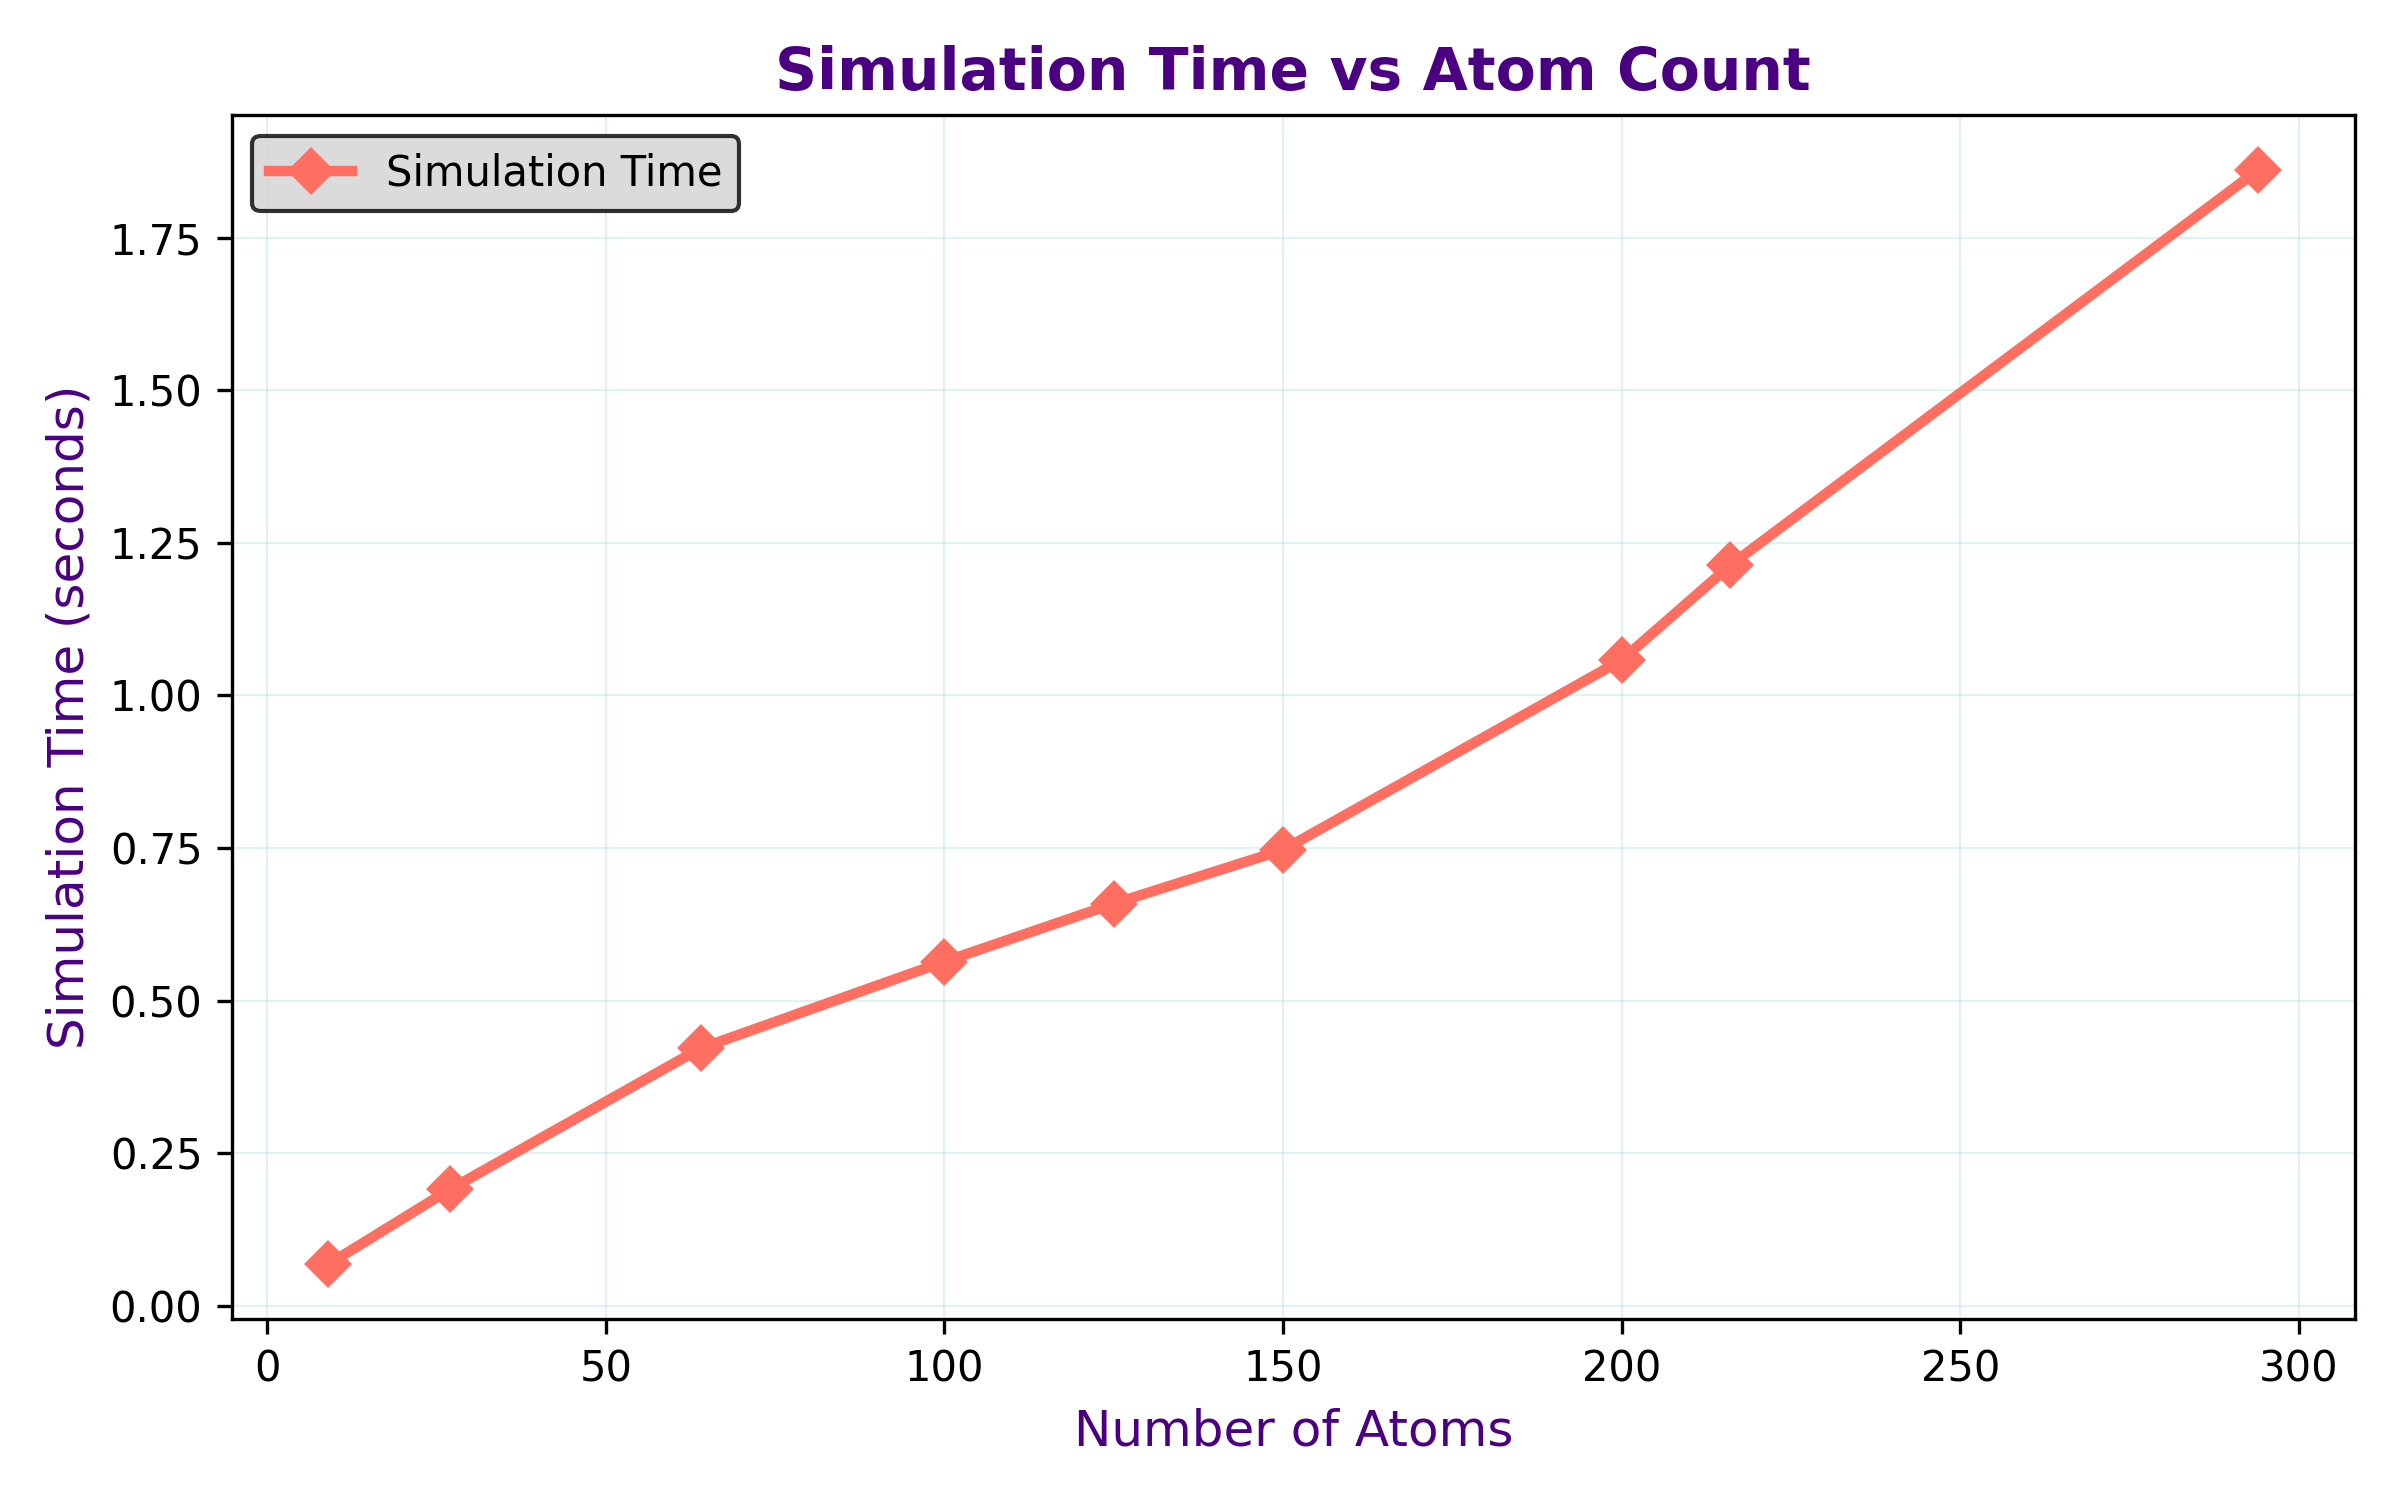 Simulation Time vs Atom Count
Simulation Time
1.75
1.50
1.25
1.00
0.75
0.50
0.25
0.00
Simulation Time (seconds)
0 50 100 150 200 250 300
Number of Atoms